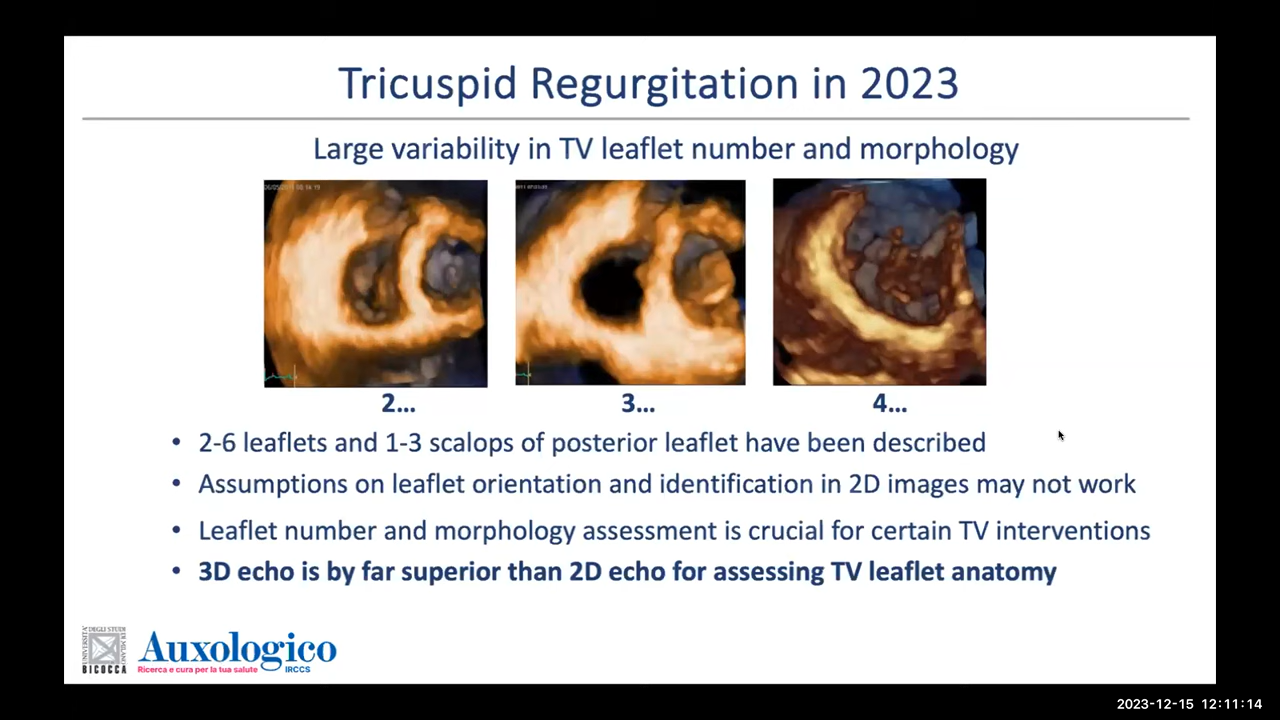 Tricuspid Regurgitation in 2023
Large variability in TV leaflet number and morphology
2...
3...
4...
• 2-6 leaflets and 1-3 scalops of posterior leaflet have been described
• Assumptions on leaflet orientation and identification in 2D images may not work
• Leaflet number and morphology assessment is crucial for certain TV interventions
• 3D echo is by far superior than 2D echo for assessing TV leaflet anatomy
BICOCCA
Auxologico
Ricerca e cura per la tua salute IRCCS
2023-12-15 12:11:14